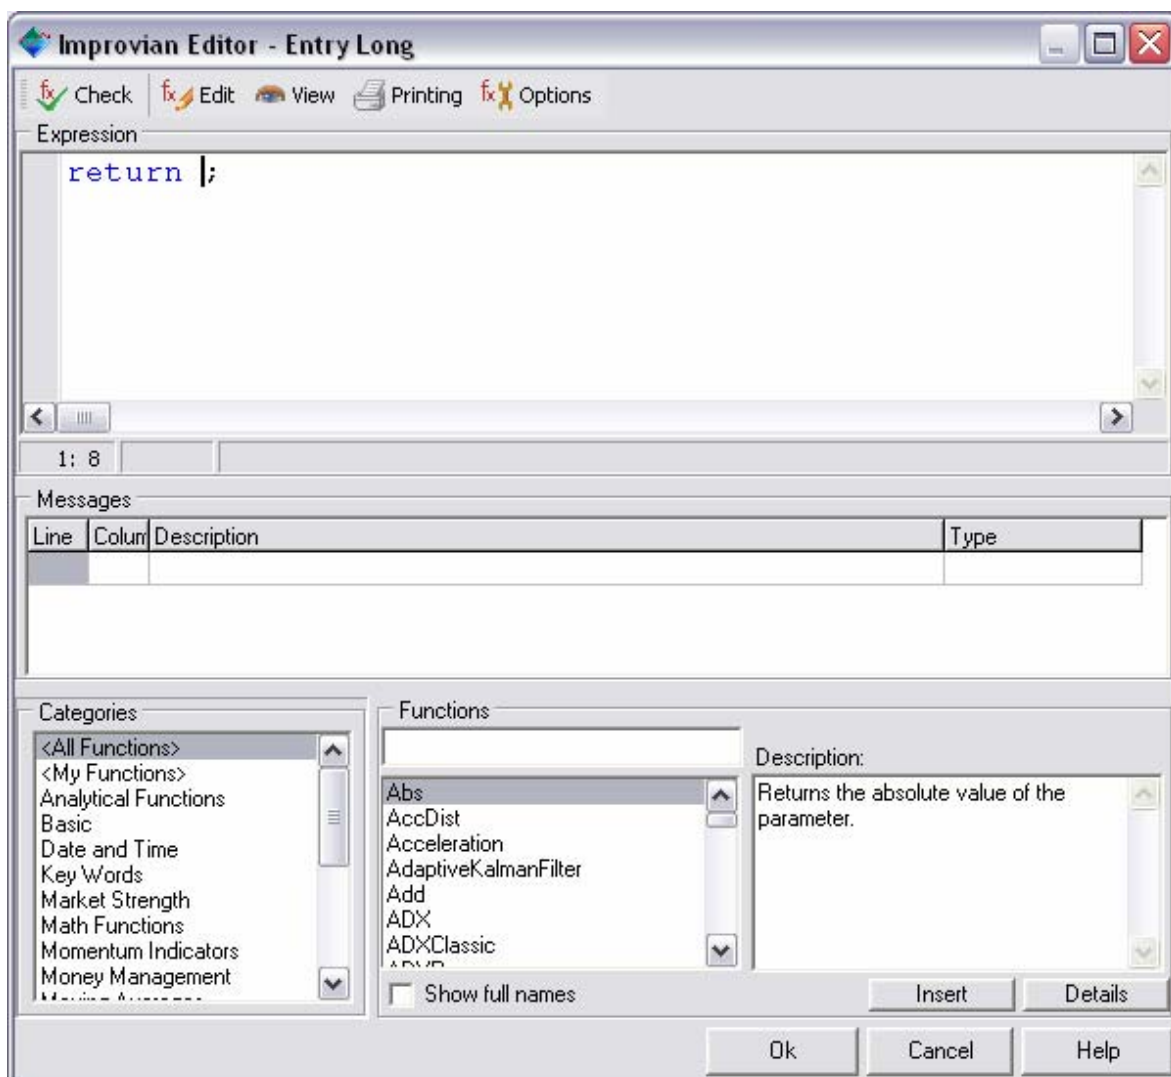 Improvian Editor - Entry Long
Check Edit View Printing Options
Expression
return ;
1: 8
Messages
Line Colum Description Type
Categories
<All Functions>
<My Functions>
Analytical Functions
Basic
Date and Time
Key Words
Market Strength
Math Functions
Momentum Indicators
Money Management
Functions
Abs
AccDist
Acceleration
AdaptiveKalmanFilter
Add
ADX
ADXClassic
Show full names
Description:
Returns the absolute value of the
parameter.
Insert Details
Ok Cancel Help